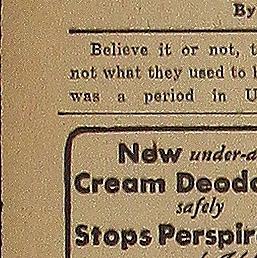 By
Believe it or not, t
not what they used to
was a period in U
New under-a
Cream Deodo
safely
Stops Perspir